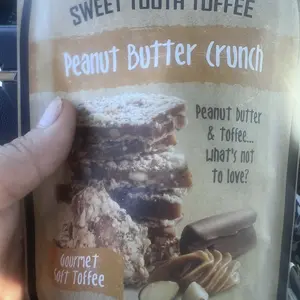 SWEET TOOTH TOFFEE
Peanut Butter Crunch
Peanut butter
& toffee...
what's not
to love?
Gourmet
Soft Toffee